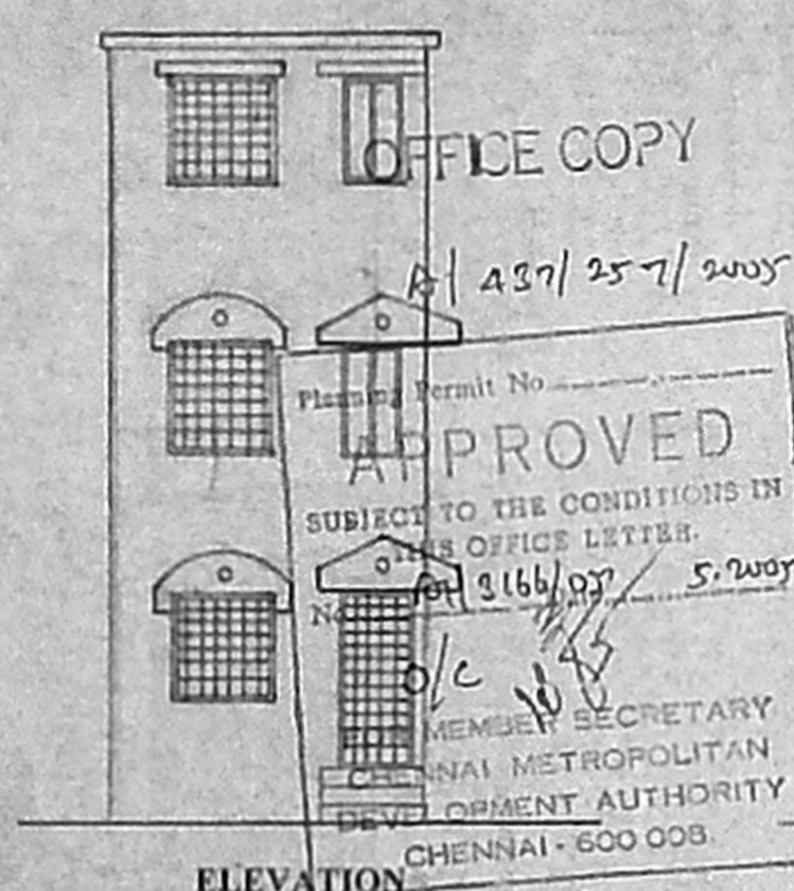 OFFICE COPY
A/ 437/ 257/ 2005
Planning Permit No
APPROVED
SUBJECT TO THE CONDITIONS IN
THIS OFFICE LETTER.
No 3166/05 5.2005
O/C
FOR MEMBER SECRETARY
CHENNAI METROPOLITAN
DEVELOPMENT AUTHORITY
CHENNAI - 600 008.
ELEVATION